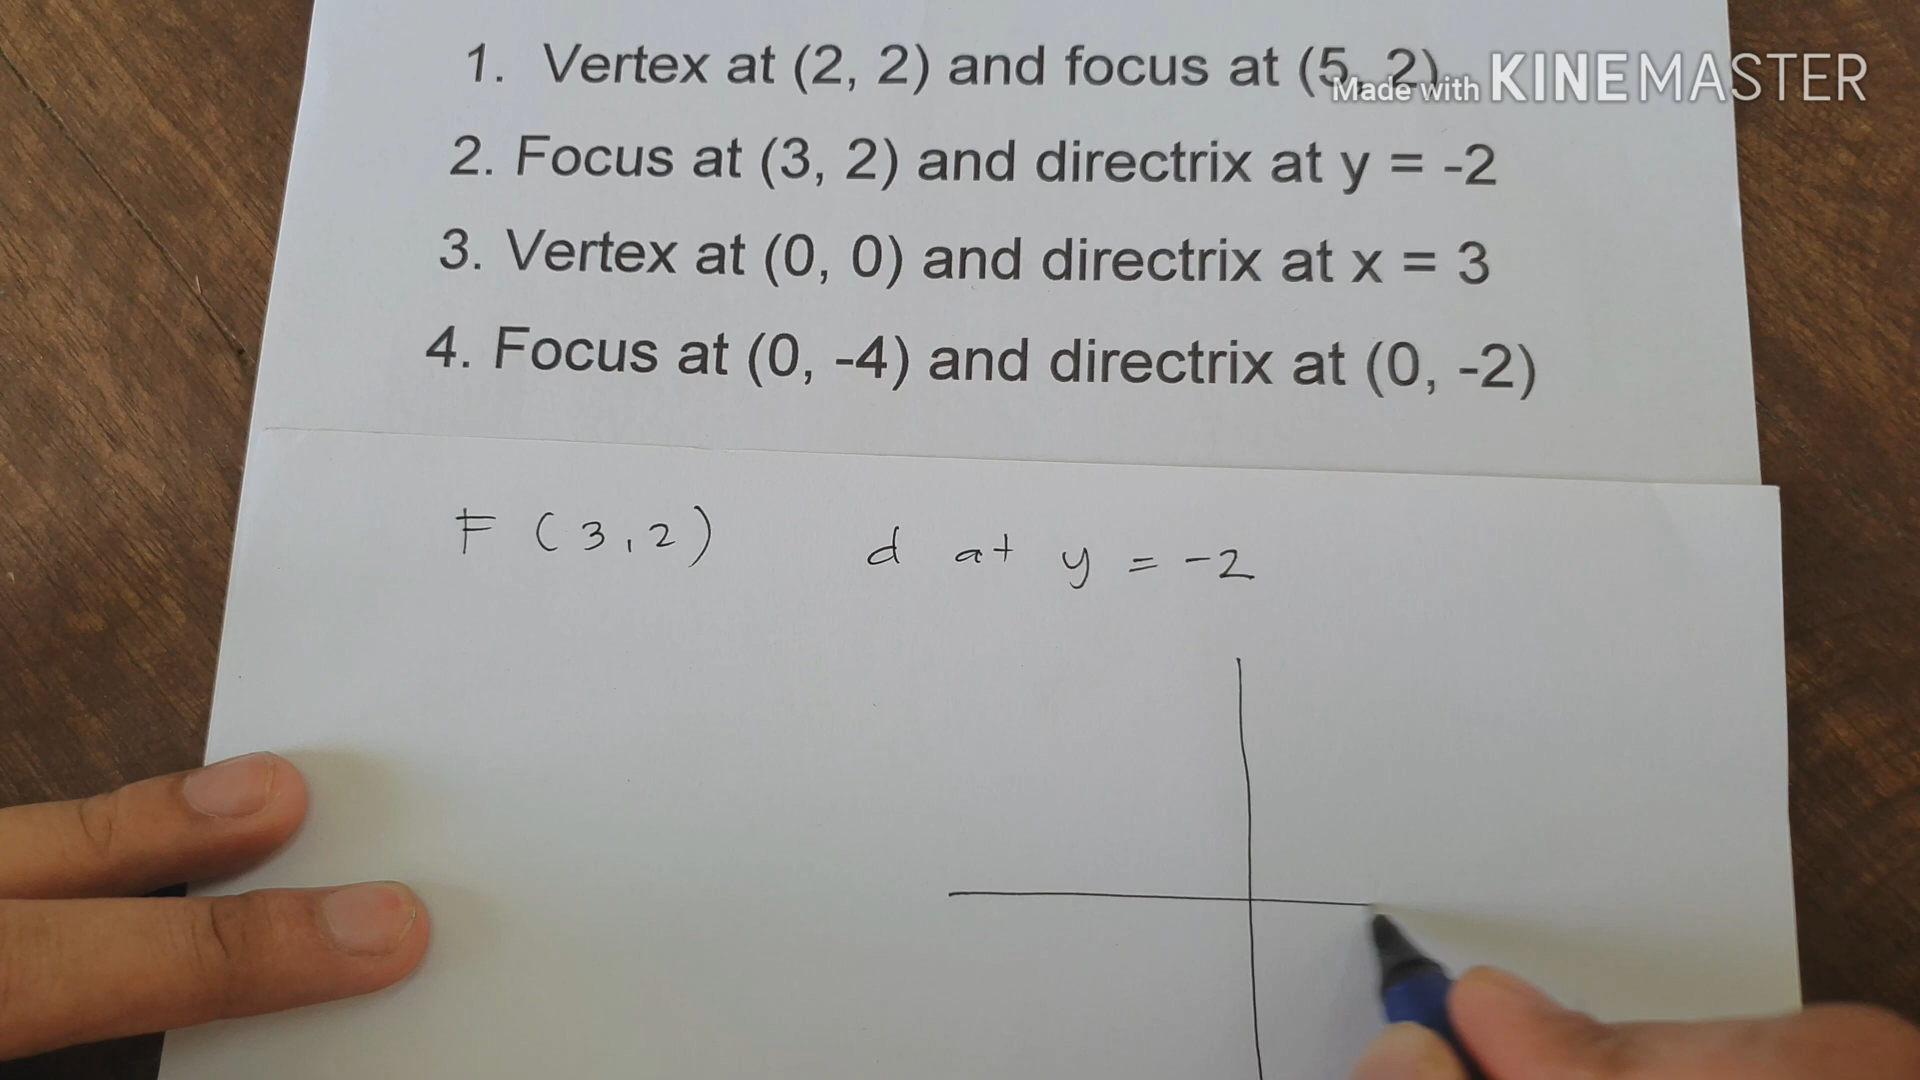 1. Vertex at (2, 2) and focus at (5, 2)
Made with KINEMASTER
2. Focus at (3, 2) and directrix at y = -2
3. Vertex at (0, 0) and directrix at x = 3
4. Focus at (0, -4) and directrix at (0, -2)
F (3, 2) d at y = -2